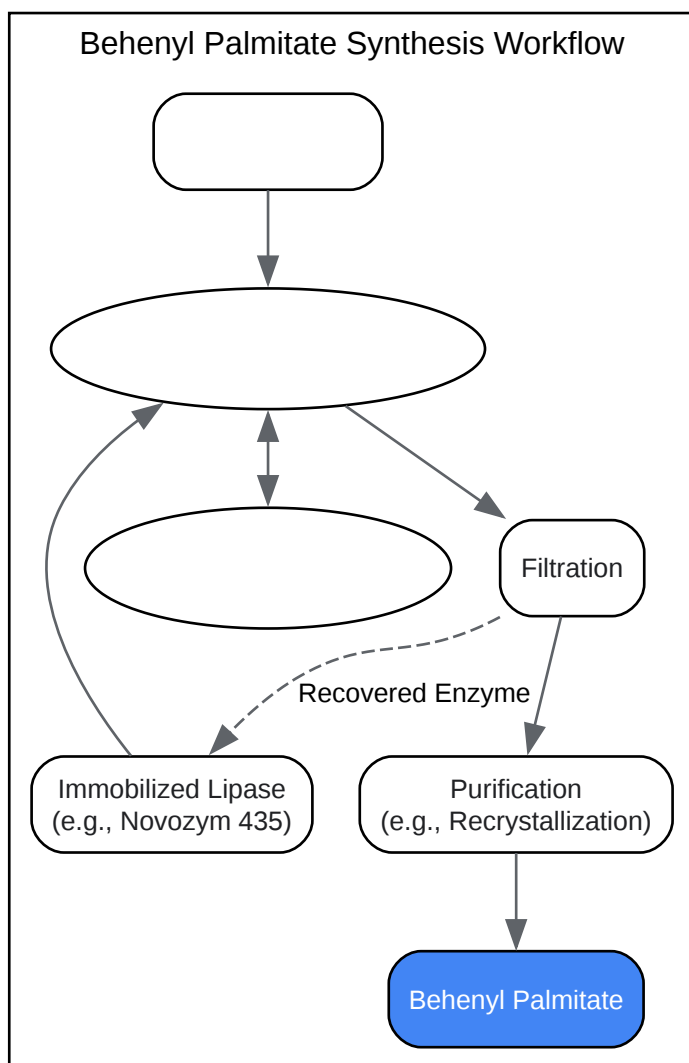 Behenyl Palmitate Synthesis Workflow
Filtration
Recovered Enzyme
Immobilized Lipase
(e.g., Novozym 435)
Purification
(e.g., Recrystallization)
Behenyl Palmitate